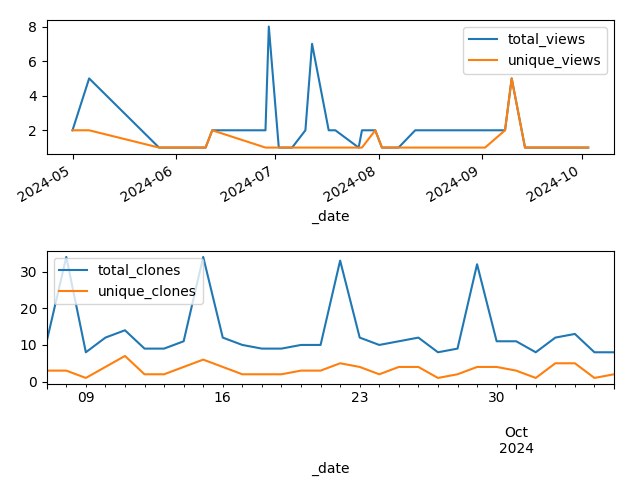 8
6
4
2
total_views
unique_views
2024-05
2024-06
2024-07
2024-08
2024-09
2024-10
_date
30
20
10
0
total_clones
unique_clones
09
16
23
30
Oct
2024
_date